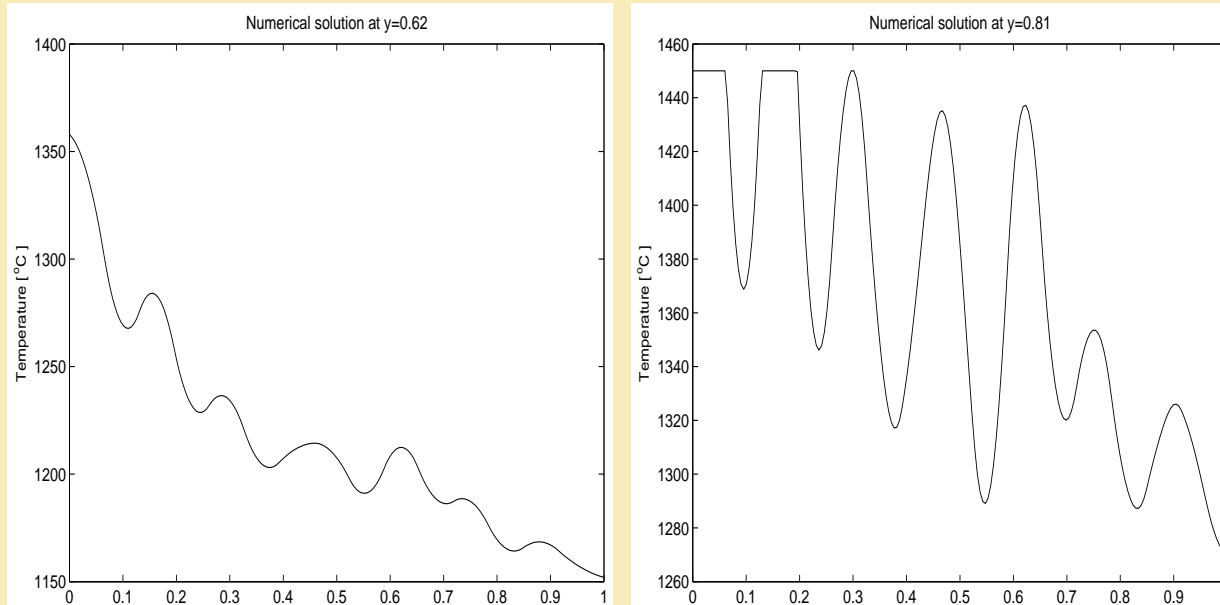 Numerical solution at y=0.62
1400
1350
1300
1250
1200
1150
Temperature [ °C ]
0 0.1 0.2 0.3 0.4 0.5 0.6 0.7 0.8 0.9 1
Numerical solution at y=0.81
1460
1440
1420
1400
1380
1360
1340
1320
1300
1280
1260
Temperature [ °C ]
0 0.1 0.2 0.3 0.4 0.5 0.6 0.7 0.8 0.9